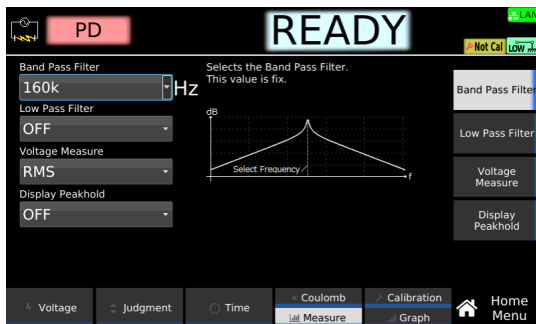 PD
READY
LAN
Not Cal
LOW
Band Pass Filter
160k
Hz
Low Pass Filter
OFF
Voltage Measure
RMS
Display Peakhold
OFF
Selects the Band Pass Filter.
This value is fix.
dB
Select Frequency
f
Band Pass Filter
Low Pass Filter
Voltage
Measure
Display
Peakhold
Voltage
Judgment
Time
Coulomb
Measure
Calibration
Graph
Home
Menu